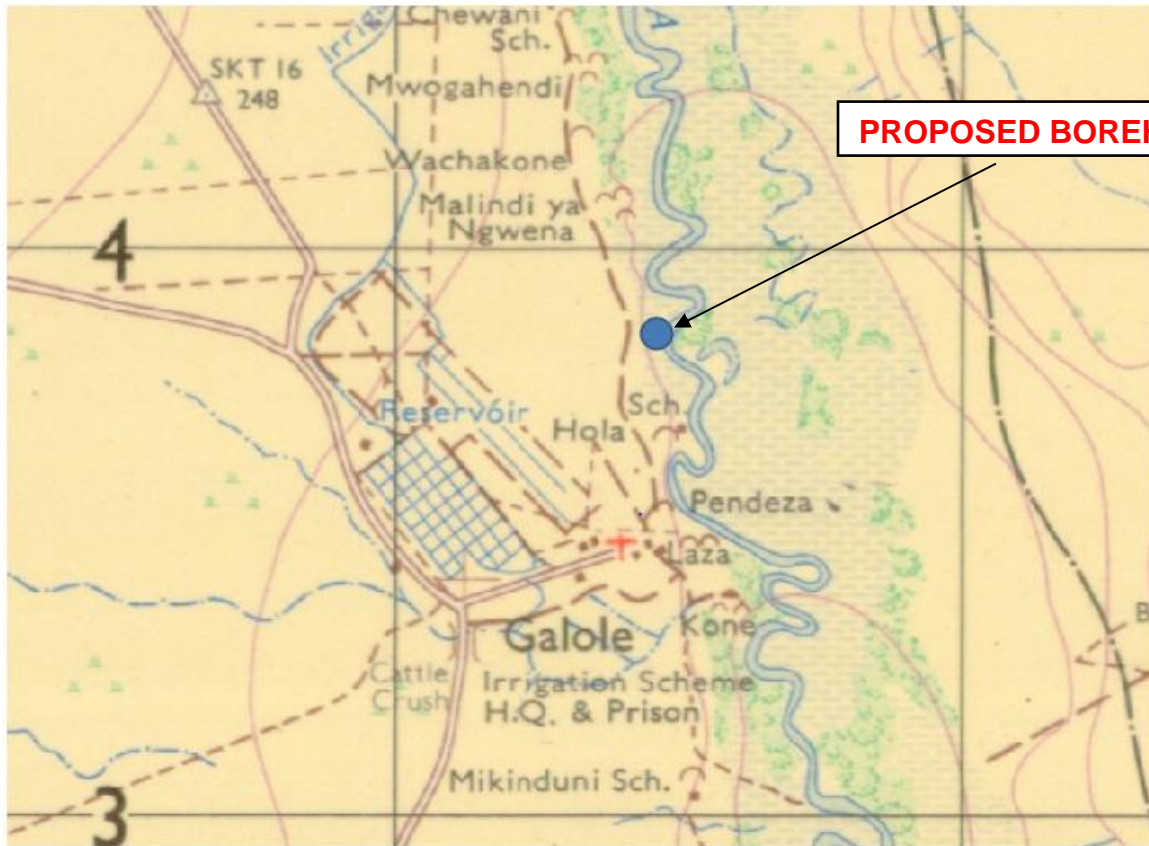 Chewani
Sch.
SKT 16
248
Mwogahendi
A
PROPOSED BOREH
Wachakone
Malindi ya
Ngwena
4
Reservoir
Sch.
Hola
Pendeza
Laza
Galole
Kone
Cattle
Crush
Irrigation Scheme
H.Q. & Prison
B
Mikinduni Sch.
3